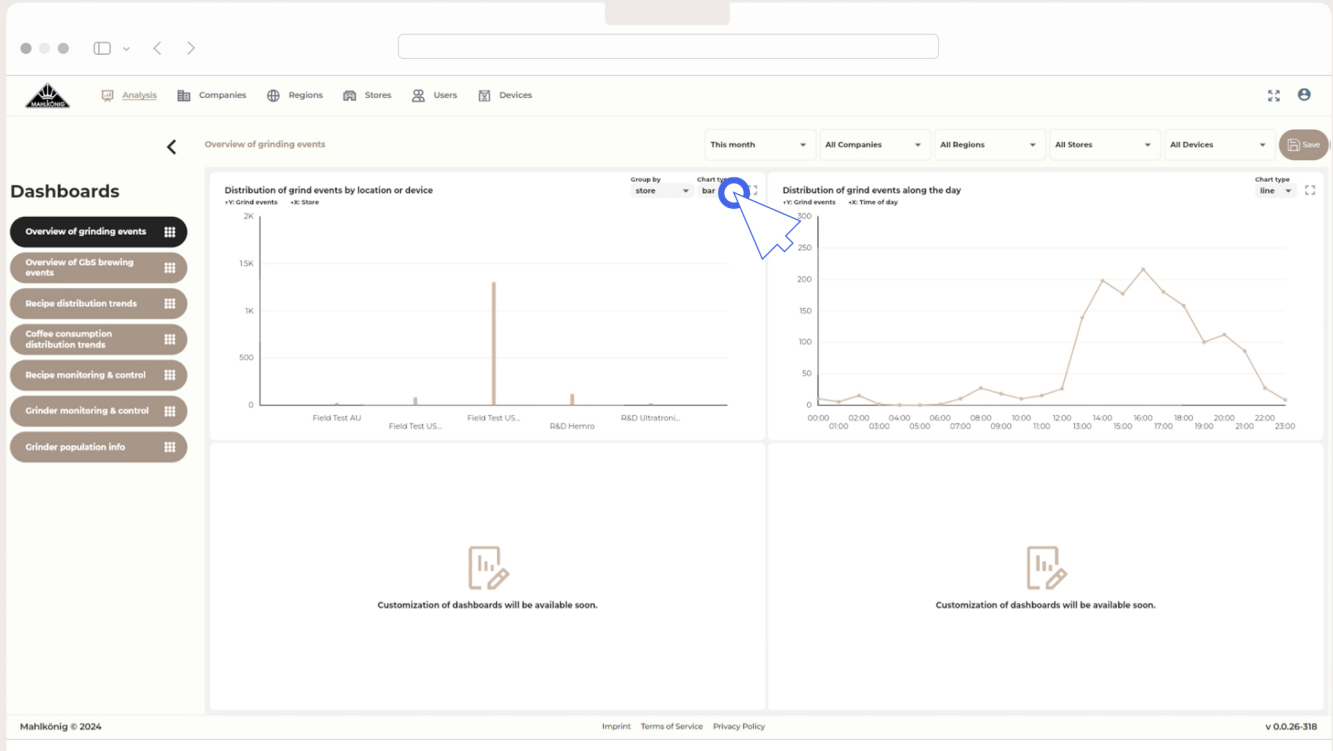 MAHLKÖNIG
Analysis
Companies
Regions
Stores
Users
Devices
Overview of grinding events
This month
All Companies
All Regions
All Stores
All Devices
Save
Dashboards
Overview of grinding events
Overview of GbS brewing
events
Recipe distribution trends
Coffee consumption
distribution trends
Recipe monitoring & control
Grinder monitoring & control
Grinder population info
Distribution of grind events by location or device
+Y: Grind events +X: Store
Group by
store
Chart typ
bar
2K
1.5K
1K
500
0
Field Test AU
Field Test US...
Field Test US...
R&D Hemro
R&D Ultratroni...
Distribution of grind events along the day
+Y: Grind events +X: Time of day
Chart type
line
300
250
200
150
100
50
0
00:00 02:00 04:00 06:00 08:00 10:00 12:00 14:00 16:00 18:00 20:00 22:00
01:00 03:00 05:00 07:00 09:00 11:00 13:00 15:00 17:00 19:00 21:00 23:00
Customization of dashboards will be available soon.
Customization of dashboards will be available soon.
Mahlkönig © 2024
Imprint Terms of Service Privacy Policy
v 0.0.26-318